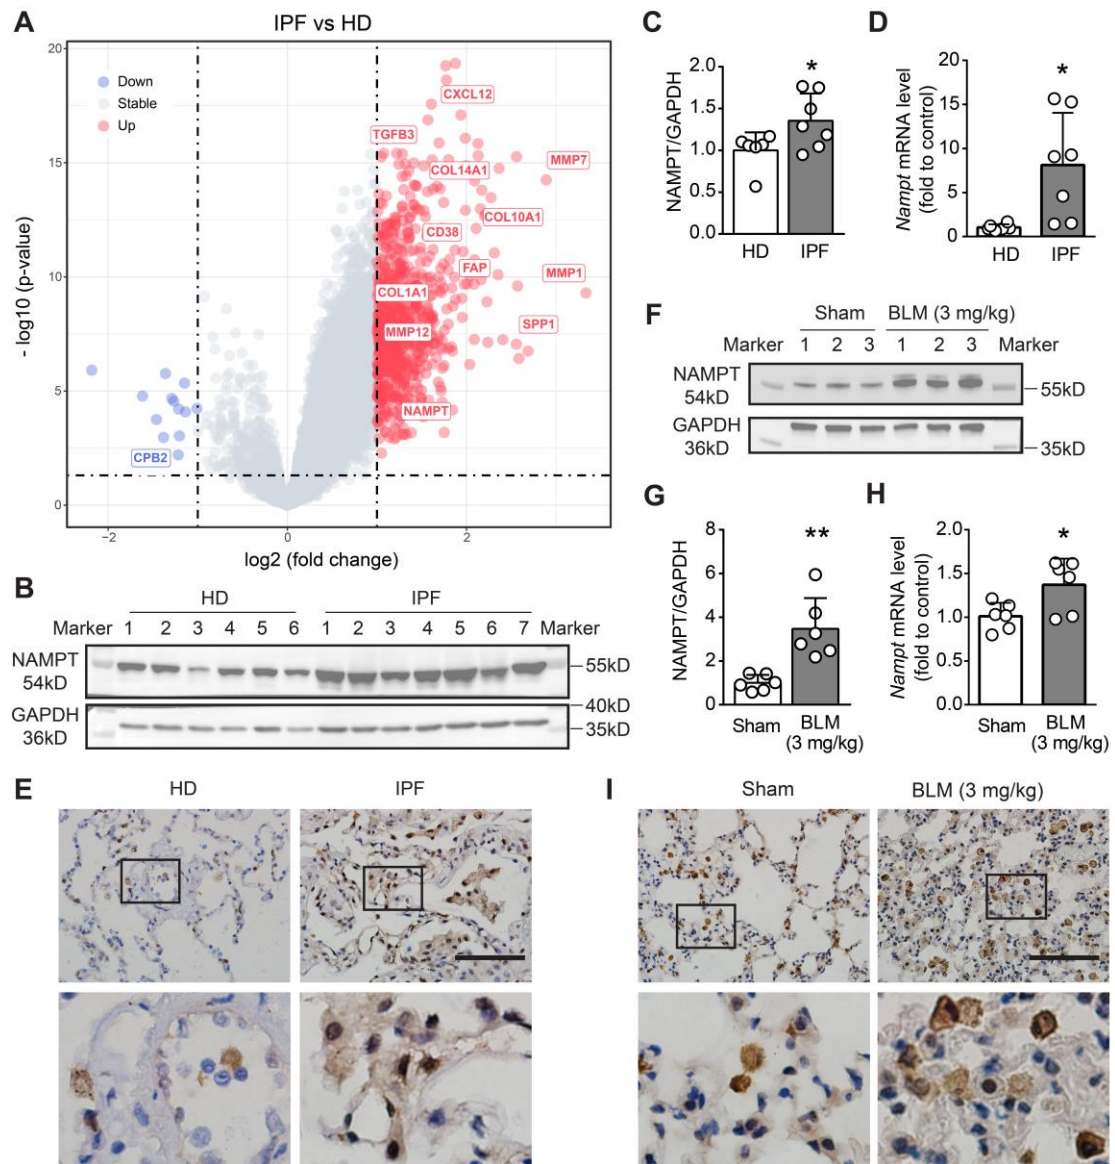 A
IPF vs HD
Down
Stable
Up
CXCL12
TGFB3
MMP7
COL14A1
COL10A1
CD38
FAP
MMP1
COL1A1
SPP1
MMP12
NAMPT
CPB2
20
15
10
5
0
- log10 (p-value)
−2
0
2
log2 (fold change)
B
HD
IPF
Marker 1 2 3 4 5 6 1 2 3 4 5 6 7 Marker
NAMPT
54kD
55kD
GAPDH
36kD
40kD
35kD
C
NAMPT/GAPDH
2.0
1.5
1.0
0.5
0.0
*
HD IPF
D
Nampt mRNA level
(fold to control)
20
15
10
5
0
*
HD IPF
E
HD
IPF
F
Sham
BLM (3 mg/kg)
Marker 1 2 3 1 2 3 Marker
NAMPT
54kD
55kD
GAPDH
36kD
35kD
G
NAMPT/GAPDH
8
6
4
2
0
**
Sham BLM
(3 mg/kg)
H
Nampt mRNA level
(fold to control)
2.0
1.5
1.0
0.5
0.0
*
Sham BLM
(3 mg/kg)
I
Sham
BLM (3 mg/kg)